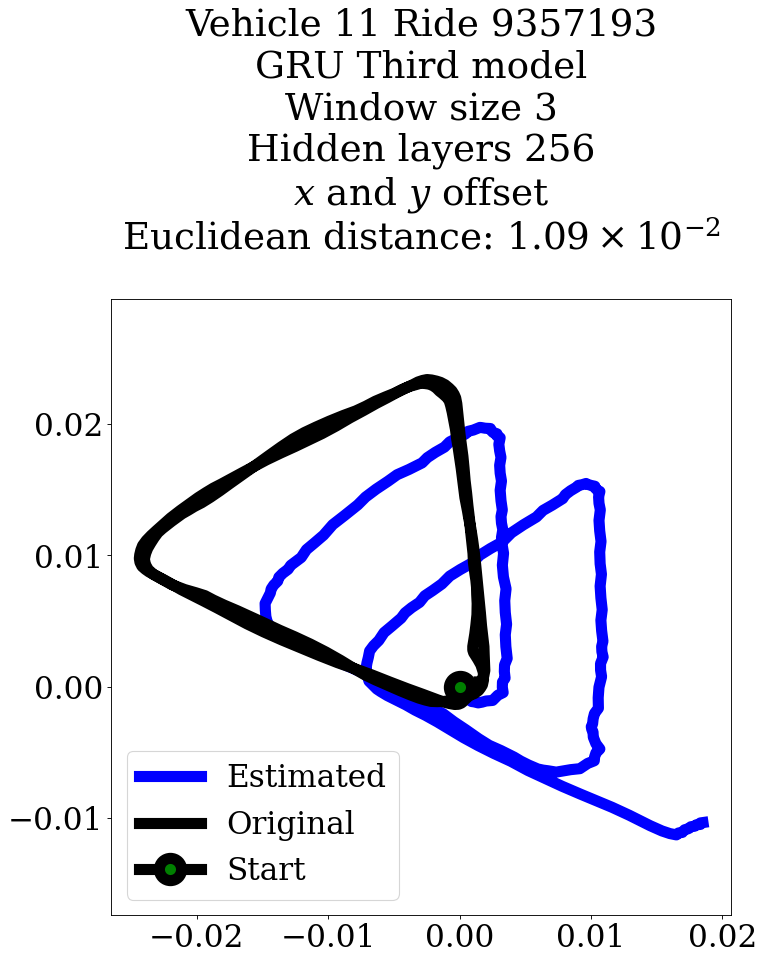 Vehicle 11 Ride 9357193
GRU Third model
Window size 3
Hidden layers 256
x and y offset
Euclidean distance: 1.09 × 10⁻²
0.02
0.01
0.00
−0.01
Estimated
Original
Start
−0.02 −0.01 0.00 0.01 0.02